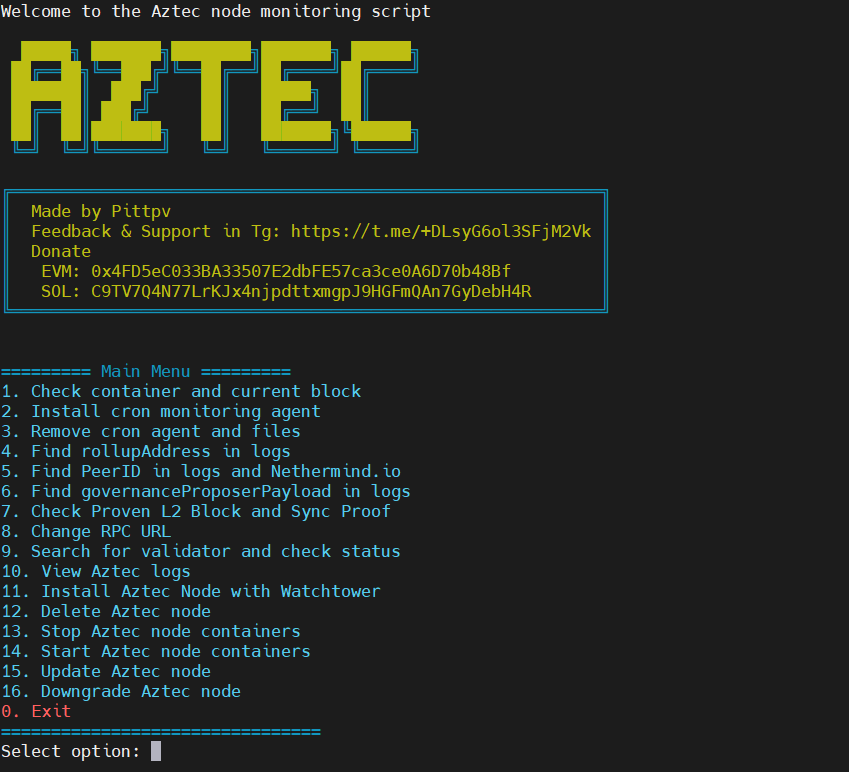 Welcome to the Aztec node monitoring script
AZTEC
Made by Pittpv
Feedback & Support in Tg: https://t.me/+DLsyG6ol3SFjM2Vk
Donate
EVM: 0x4FD5eC033BA33507E2dbFE57ca3ce0A6D70b48Bf
SOL: C9TV7Q4N77LrKJx4njpdttxmgpJ9HGFmQAn7GyDebH4R
========= Main Menu =========
1. Check container and current block
2. Install cron monitoring agent
3. Remove cron agent and files
4. Find rollupAddress in logs
5. Find PeerID in logs and Nethermind.io
6. Find governanceProposerPayload in logs
7. Check Proven L2 Block and Sync Proof
8. Change RPC URL
9. Search for validator and check status
10. View Aztec logs
11. Install Aztec Node with Watchtower
12. Delete Aztec node
13. Stop Aztec node containers
14. Start Aztec node containers
15. Update Aztec node
16. Downgrade Aztec node
0. Exit
================================
Select option: